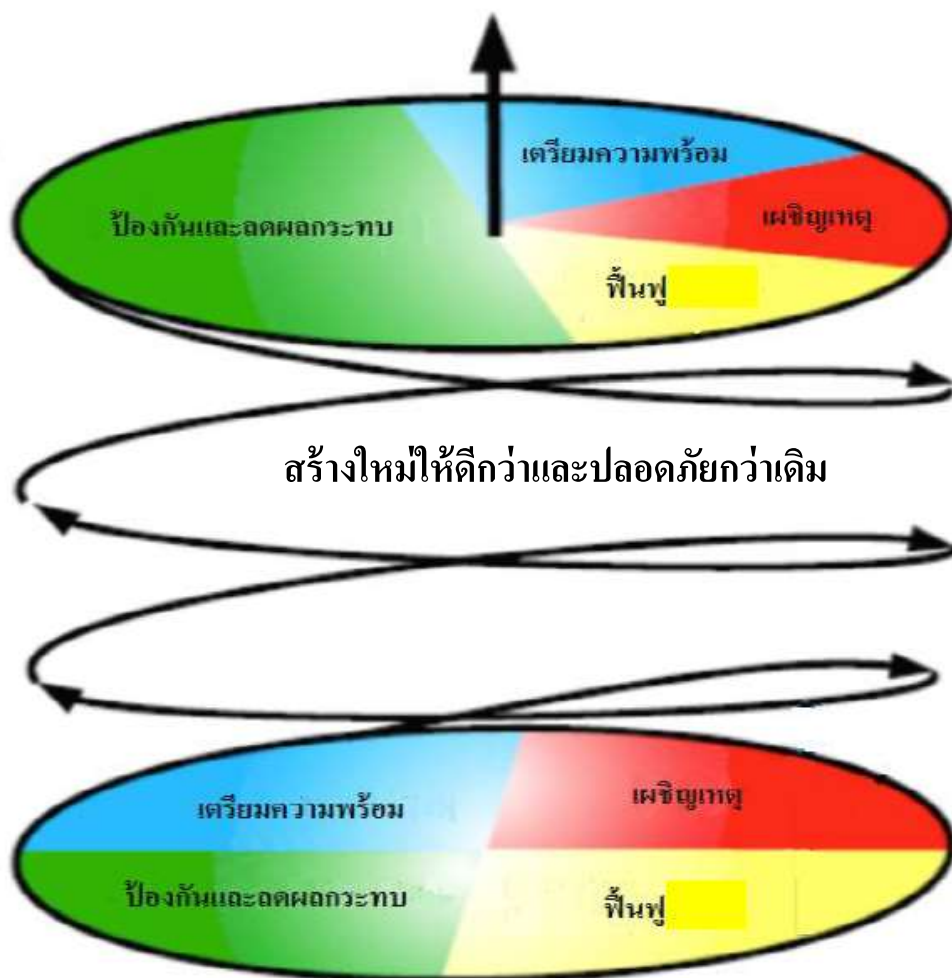 เตรียมความพร้อม
ป้องกันและลดผลกระทบ
เผชิญเหตุ
ฟื้นฟู
สร้างใหม่ให้ดีกว่าและปลอดภัยกว่าเดิม
เตรียมความพร้อม
เผชิญเหตุ
ป้องกันและลดผลกระทบ
ฟื้นฟู